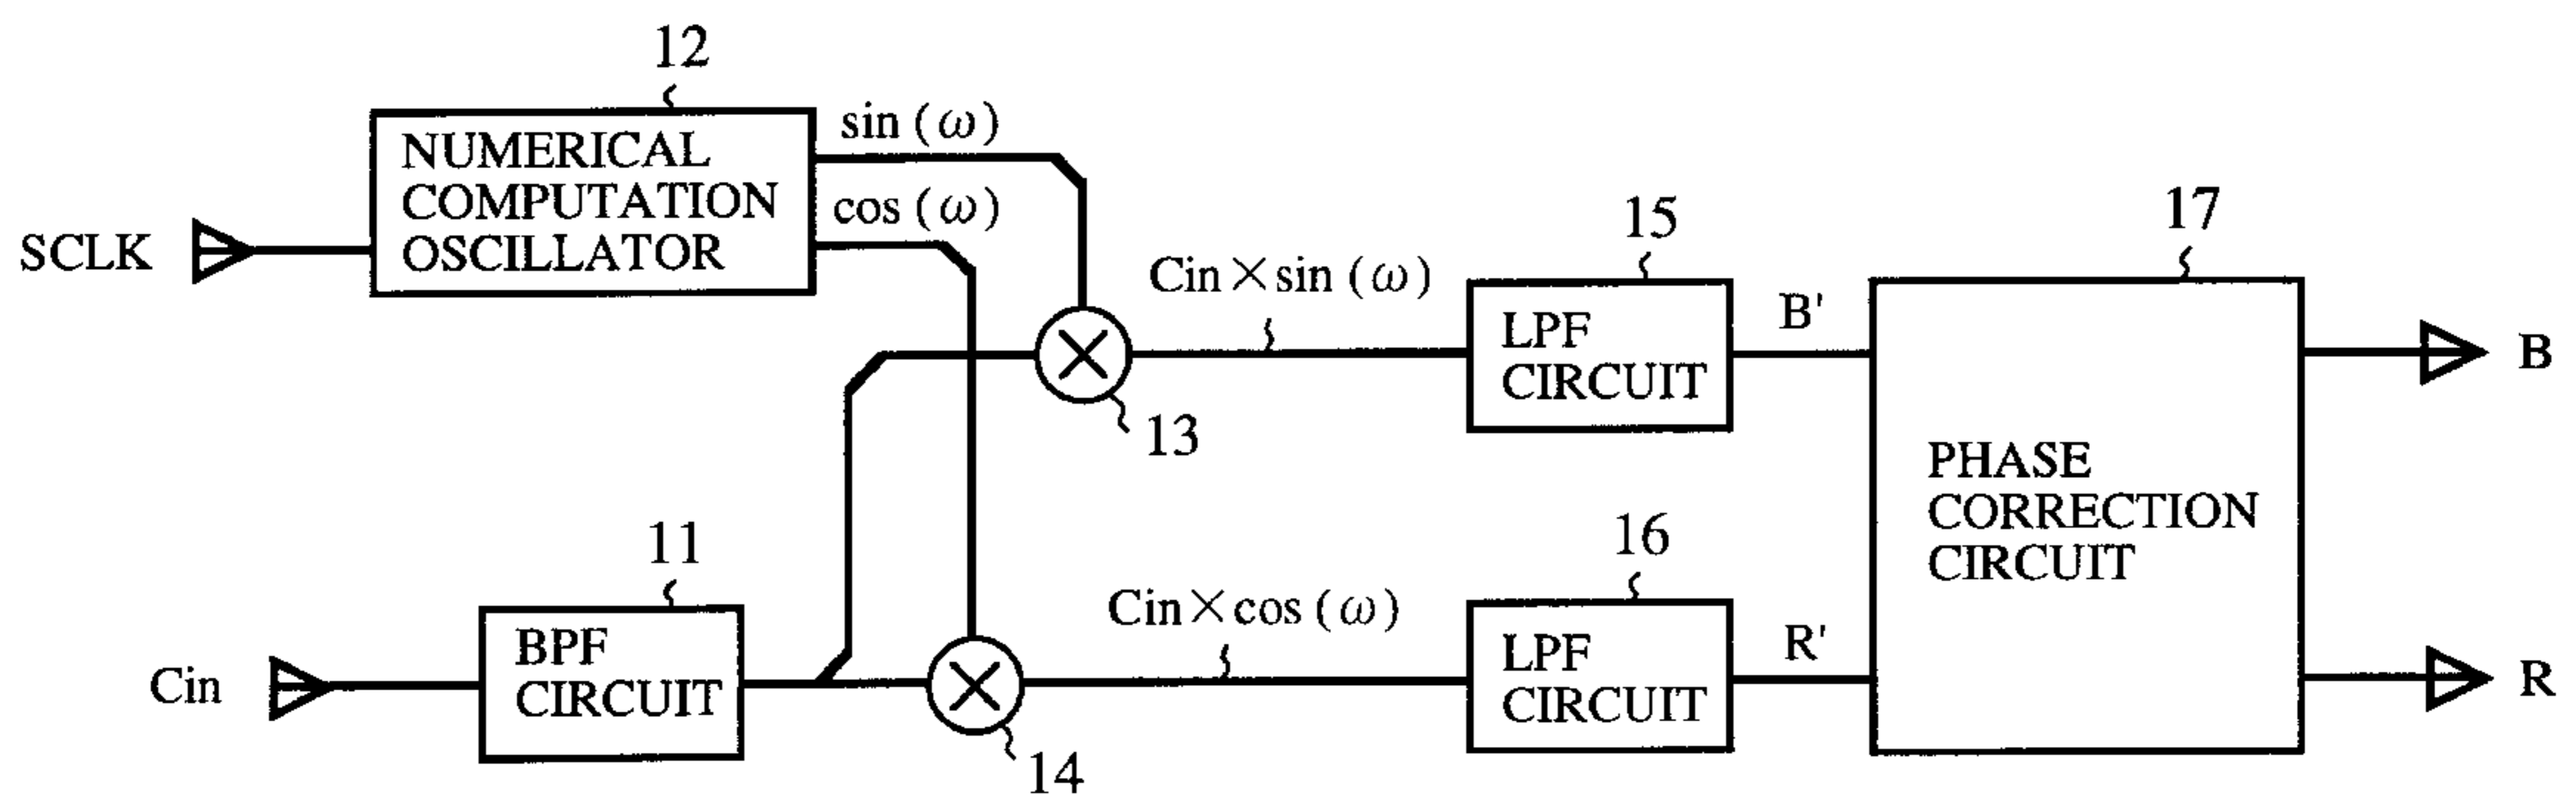 12
NUMERICAL
COMPUTATION
OSCILLATOR
sin (ω)
cos (ω)
SCLK
13
Cin×sin (ω)
15
LPF
CIRCUIT
B'
17
PHASE
CORRECTION
CIRCUIT
B
11
BPF
CIRCUIT
Cin
14
Cin×cos (ω)
16
LPF
CIRCUIT
R'
R